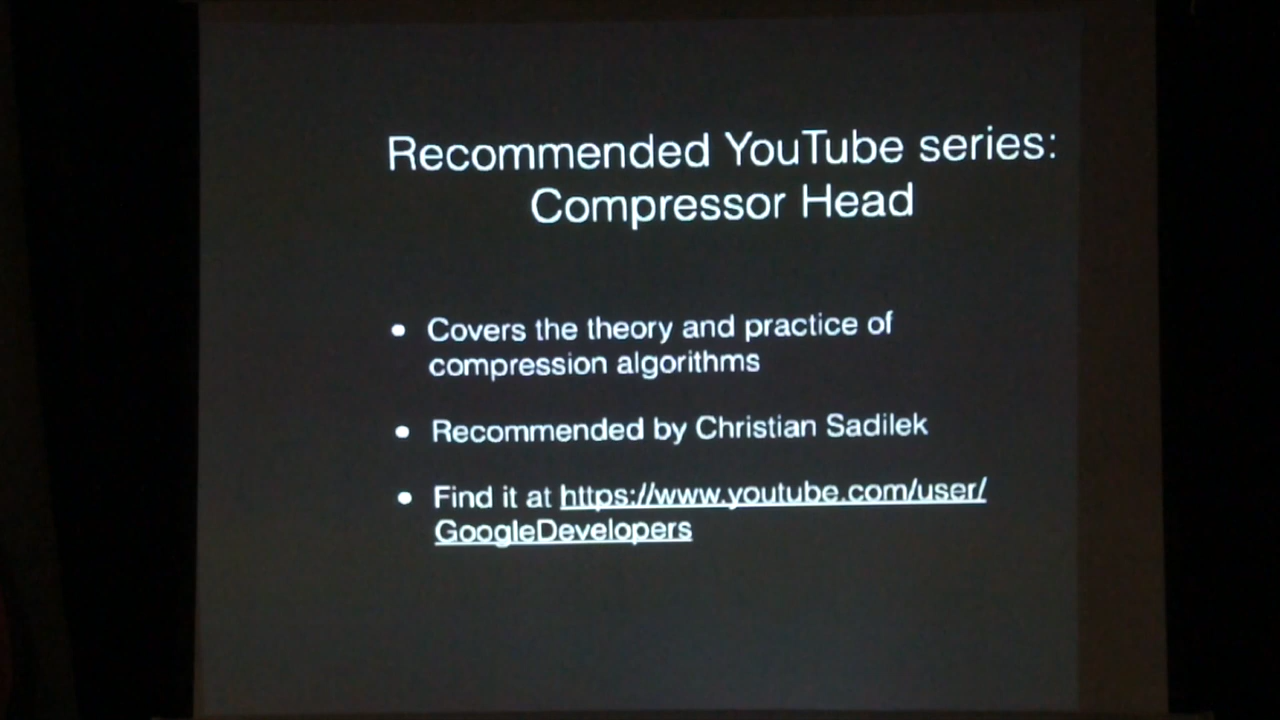 Recommended YouTube series:
Compressor Head
• Covers the theory and practice of
compression algorithms
• Recommended by Christian Sadilek
• Find it at https://www.youtube.com/user/
GoogleDevelopers